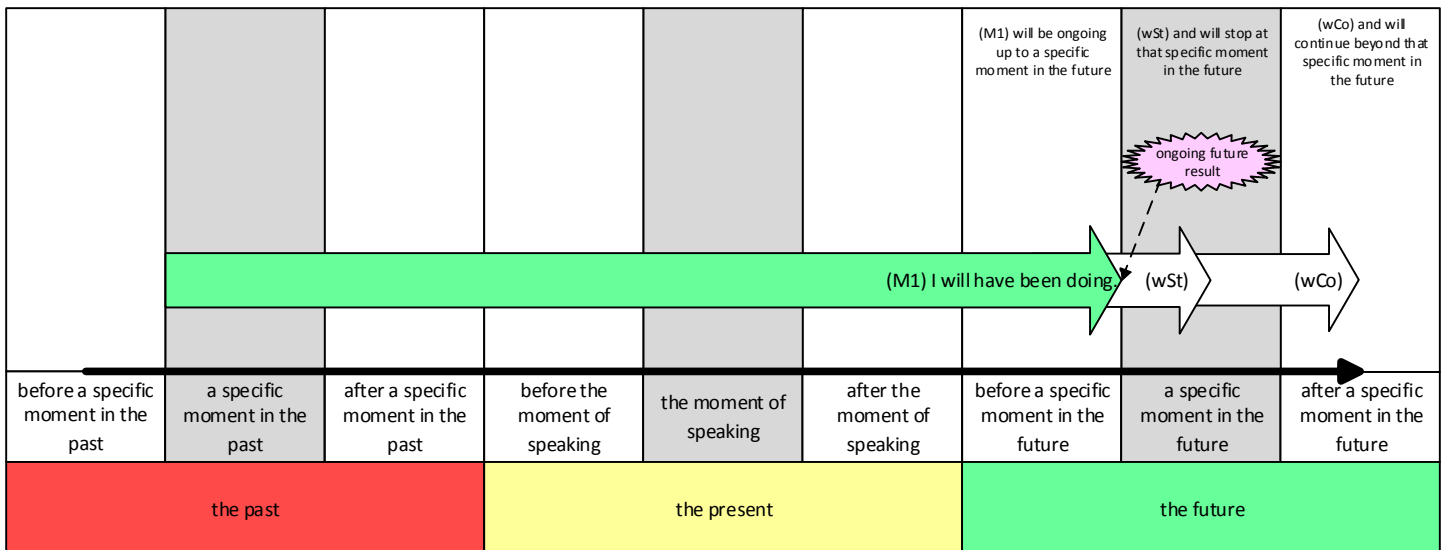 (M1) will be ongoing
up to a specific
moment in the future
(wSt) and will stop at
that specific moment
in the future
(wCo) and will
continue beyond that
specific moment in
the future
ongoing future
result
(M1) I will have been doing.
(wSt)
(wCo)
before a specific
moment in the
past
a specific
moment in the
past
after a specific
moment in the
past
before the
moment of
speaking
the moment of
speaking
after the
moment of
speaking
before a specific
moment in the
future
a specific
moment in the
future
after a specific
moment in the
future
the past
the present
the future